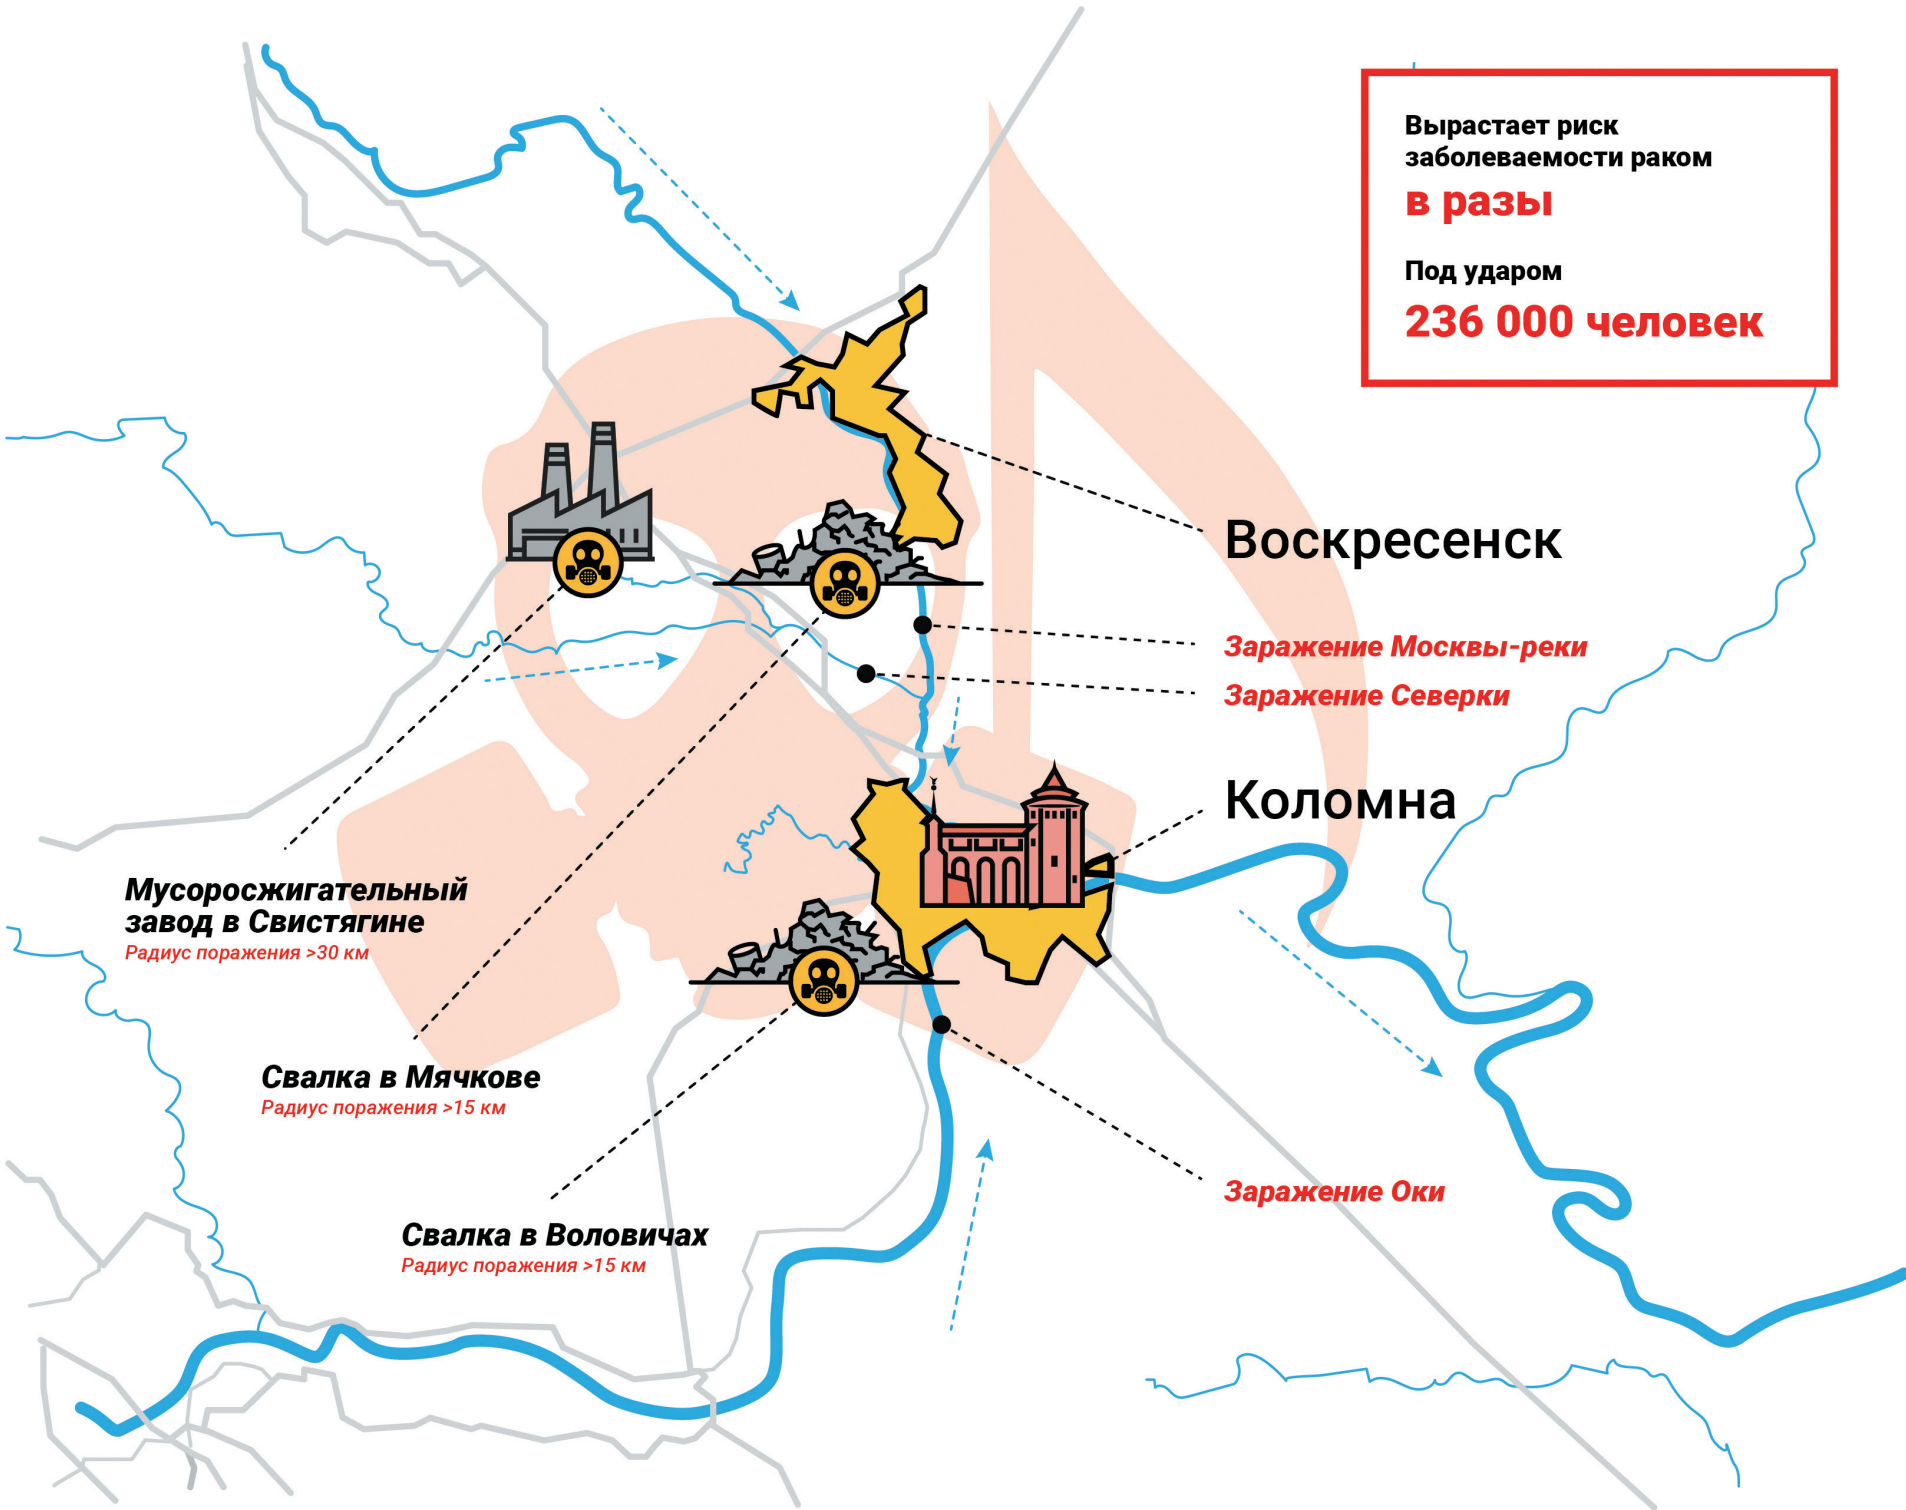 Вырастает риск
заболеваемости раком
в разы
Под ударом
236 000 человек
Воскресенск
Заражение Москвы-реки
Заражение Северки
Коломна
Мусоросжигательный
завод в Свистягине
Радиус поражения >30 км
Свалка в Мячкове
Радиус поражения >15 км
Заражение Оки
Свалка в Воловичах
Радиус поражения >15 км